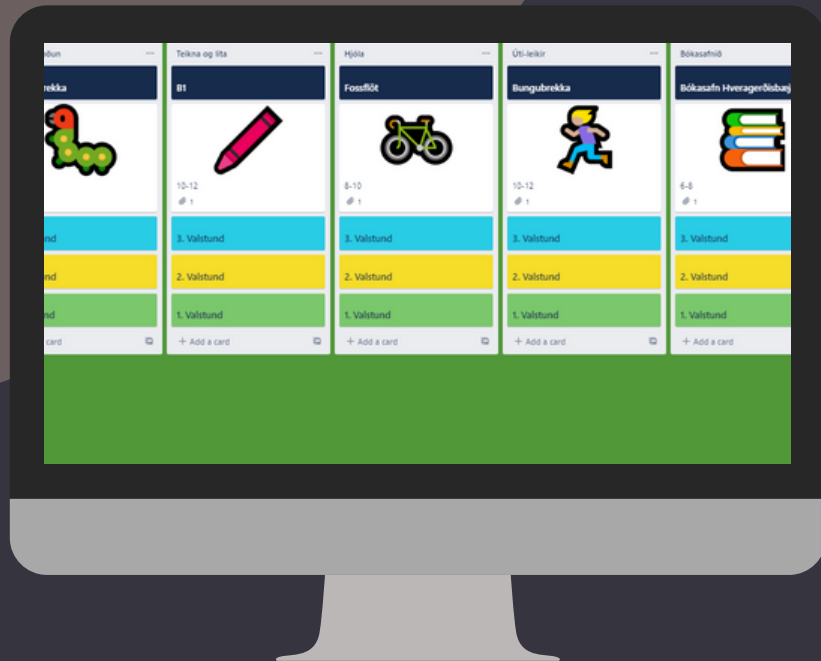 Teikna og lita
B1
10-12
1
3. Valstund
2. Valstund
1. Valstund
+ Add a card
Hjóla
Fossflöt
8-10
1
3. Valstund
2. Valstund
1. Valstund
+ Add a card
Úti-leikir
Bungubrekka
10-12
1
3. Valstund
2. Valstund
1. Valstund
+ Add a card
Bókasafnið
Bókasafn Hveragerðisbæj
6-8
1
3. Valstund
2. Valstund
1. Valstund
+ Add a card